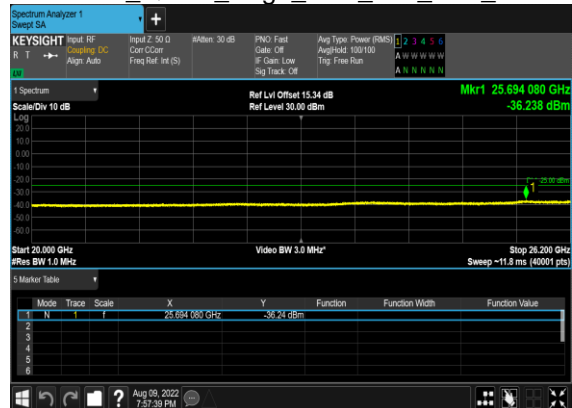 Spectrum Analyzer 1
Swept SA
+
KEYSIGHT Input: RF Input Z: 50 Ω #Atten: 30 dB PNO: Fast Avg Type: Power (RMS) 1 2 3 4 5 6
R T Coupling: DC Corr CCorr Gate: Off Avg|Hold: 100/100 A W W W W W
Align: Auto Freq Ref: Int (S) IF Gain: Low Trig: Free Run A N N N N N
Sig Track: Off
1 Spectrum Ref Lvl Offset 15.34 dB Mkr1 25.694 080 GHz
Scale/Div 10 dB Ref Level 30.00 dBm -36.238 dBm
Log
20.0
10.0
0.00
-10.0
-20.0
-25.00 dBm
-30.0
1
-40.0
-50.0
-60.0
Start 20.000 GHz Video BW 3.0 MHz* Stop 26.200 GHz
#Res BW 1.0 MHz Sweep ~11.8 ms (40001 pts)
5 Marker Table
Mode Trace Scale X Y Function Function Width Function Value
1 N 1 f 25.694 080 GHz -36.24 dBm
2
3
4
5
6
? Aug 09, 2022
7:57:39 PM